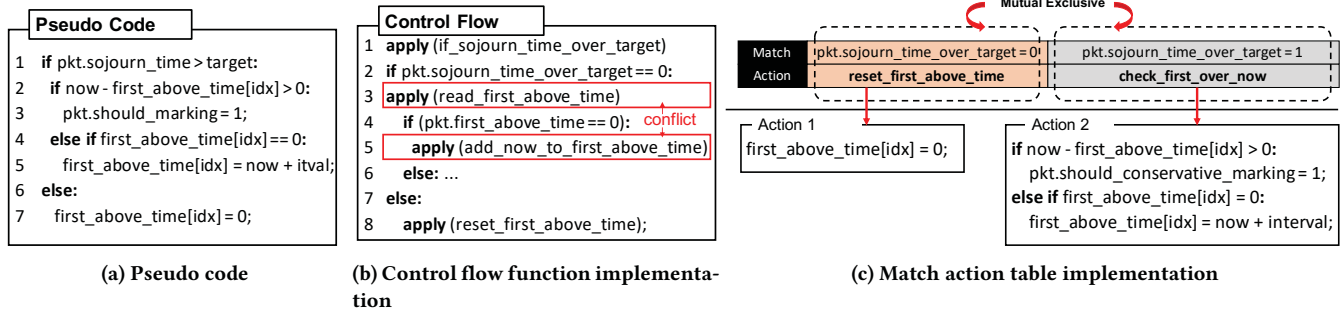 Pseudo Code
1 if pkt.sojourn_time > target:
2 if now - first_above_time[idx] > 0:
3 pkt.should_marking = 1;
4 else if first_above_time[idx] == 0:
5 first_above_time[idx] = now + itval;
6 else:
7 first_above_time[idx] = 0;
(a) Pseudo code
Control Flow
1 apply (if_sojourn_time_over_target)
2 if pkt.sojourn_time_over_target == 0:
3 apply (read_first_above_time)
4 if (pkt.first_above_time == 0):
conflict
5 apply (add_now_to_first_above_time)
6 else: ...
7 else:
8 apply (reset_first_above_time);
(b) Control flow function implementa-
tion
Mutual Exclusive
Match pkt.sojourn_time_over_target = 0 pkt.sojourn_time_over_target = 1
Action reset_first_above_time check_first_over_now
Action 1
first_above_time[idx] = 0;
Action 2
if now - first_above_time[idx] > 0:
pkt.should_conservative_marking = 1;
else if first_above_time[idx] = 0:
first_above_time[idx] = now + interval;
(c) Match action table implementation